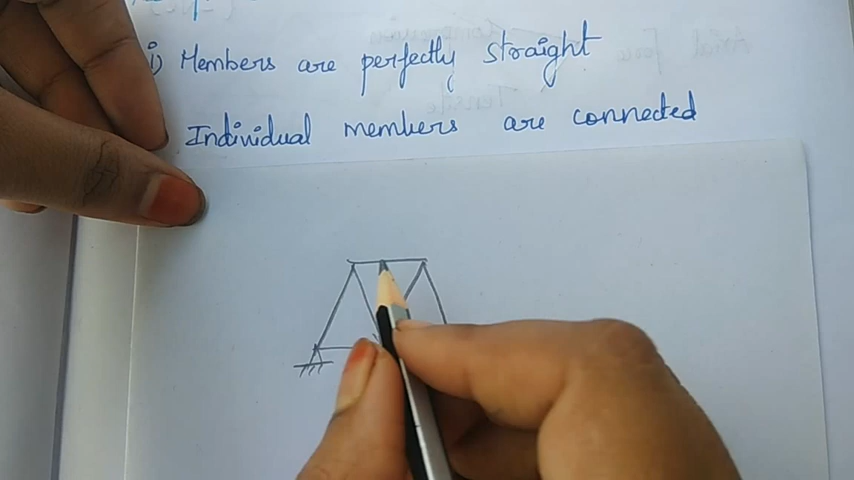 i) Members are perfectly straight
Individual members are connected